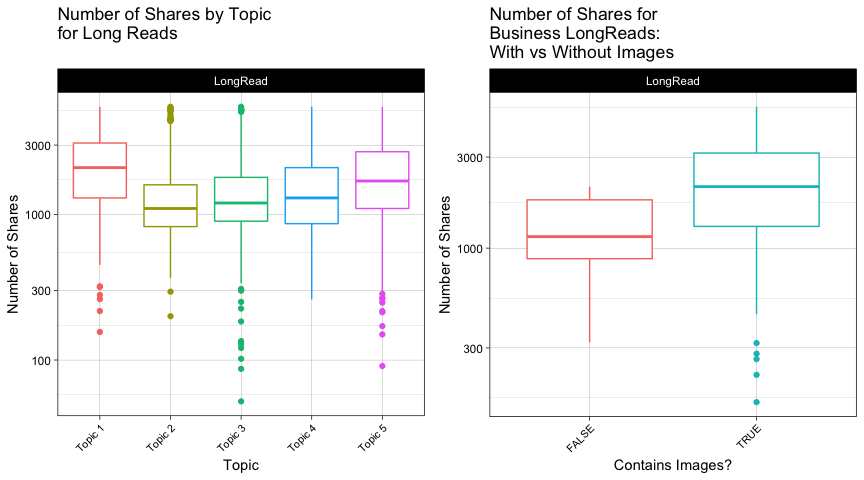 Number of Shares by Topic
for Long Reads
LongRead
3000
1000
300
100
Number of Shares
Topic 1
Topic 2
Topic 3
Topic 4
Topic 5
Topic
Number of Shares for
Business LongReads:
With vs Without Images
LongRead
3000
1000
300
Number of Shares
FALSE
TRUE
Contains Images?